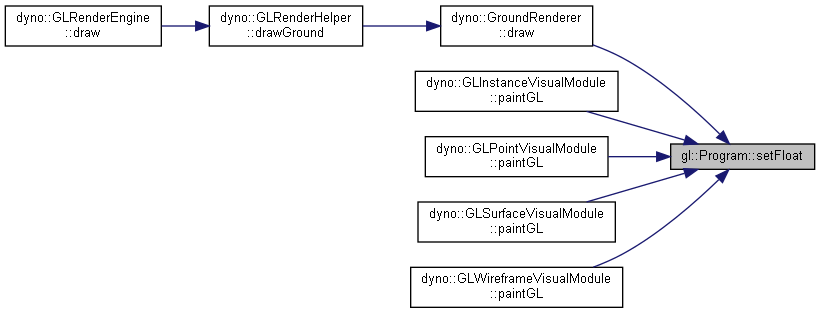 dyno::GLRenderEngine
::draw
dyno::GLRenderHelper
::drawGround
dyno::GroundRenderer
::draw
dyno::GLInstanceVisualModule
::paintGL
dyno::GLPointVisualModule
::paintGL
gl::Program::setFloat
dyno::GLSurfaceVisualModule
::paintGL
dyno::GLWireframeVisualModule
::paintGL